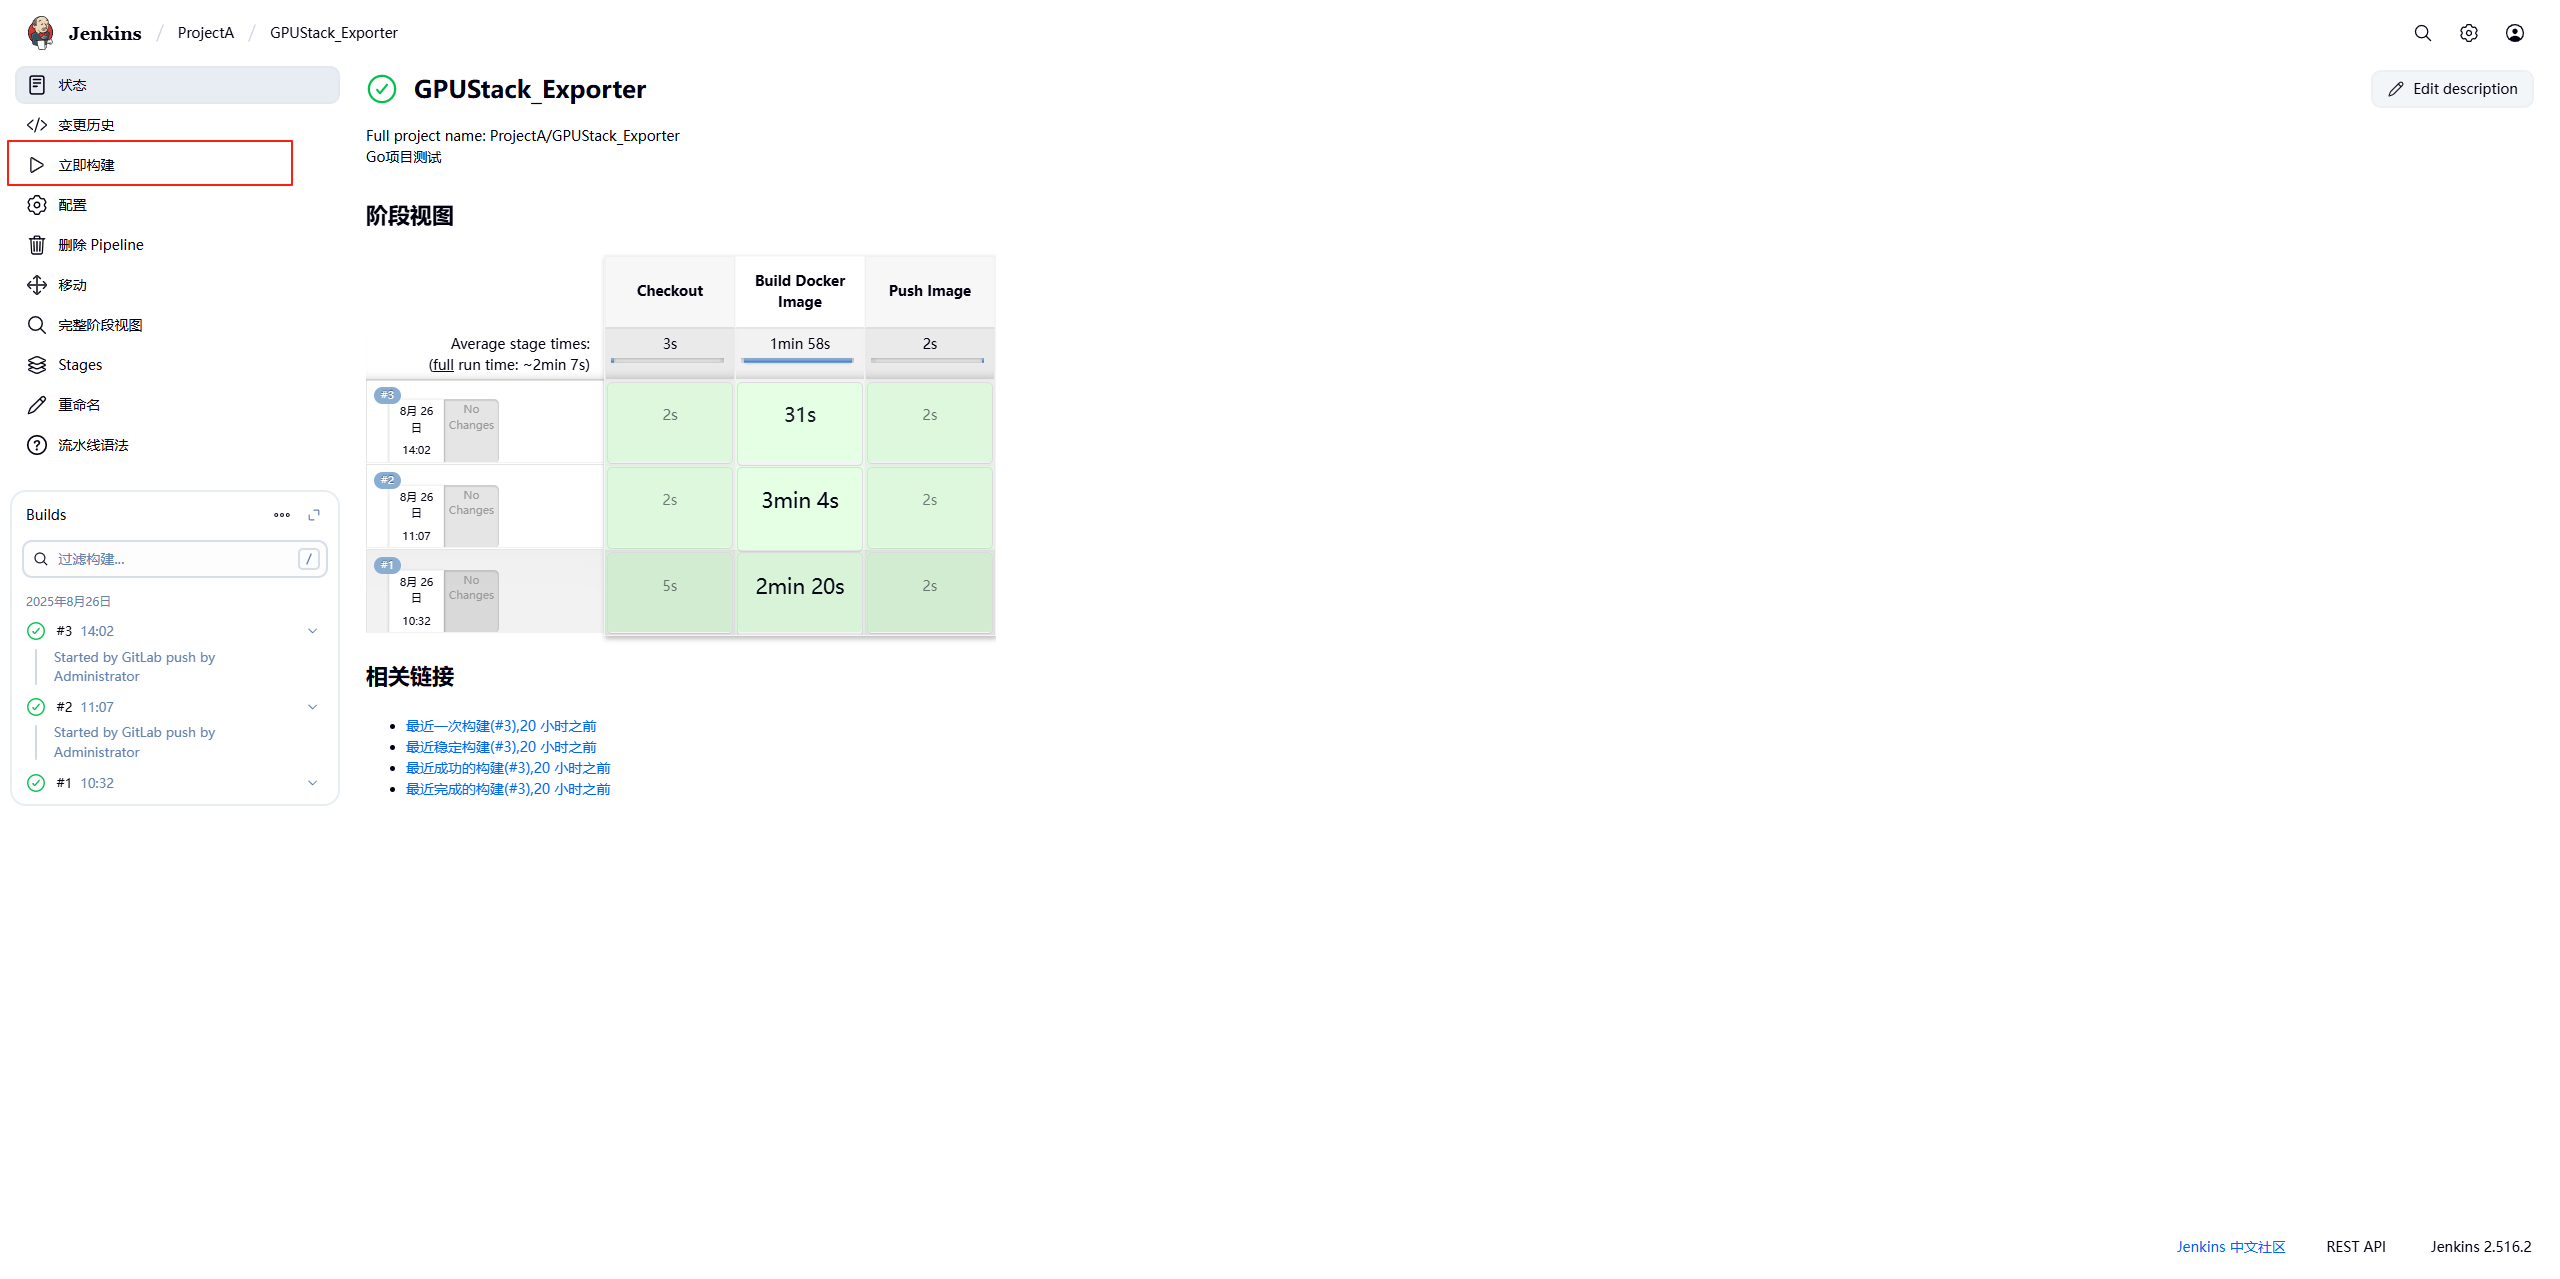 Jenkins / ProjectA / GPUStack_Exporter
状态
变更历史
立即构建
配置
删除 Pipeline
移动
完整阶段视图
Stages
重命名
流水线语法
Builds
过滤构建...
/
2025年8月26日
#3 14:02
Started by GitLab push by
Administrator
#2 11:07
Started by GitLab push by
Administrator
#1 10:32
GPUStack_Exporter
Edit description
Full project name: ProjectA/GPUStack_Exporter
Go项目测试
阶段视图
Checkout
Build Docker
Image
Push Image
Average stage times:
(full run time: ~2min 7s)
3s
1min 58s
2s
#3
8月 26
日
14:02
No
Changes
2s
31s
2s
#2
8月 26
日
11:07
No
Changes
2s
3min 4s
2s
#1
8月 26
日
10:32
No
Changes
5s
2min 20s
2s
相关链接
最近一次构建(#3),20 小时之前
最近稳定构建(#3),20 小时之前
最近成功的构建(#3),20 小时之前
最近完成的构建(#3),20 小时之前
Jenkins 中文社区
REST API
Jenkins 2.516.2